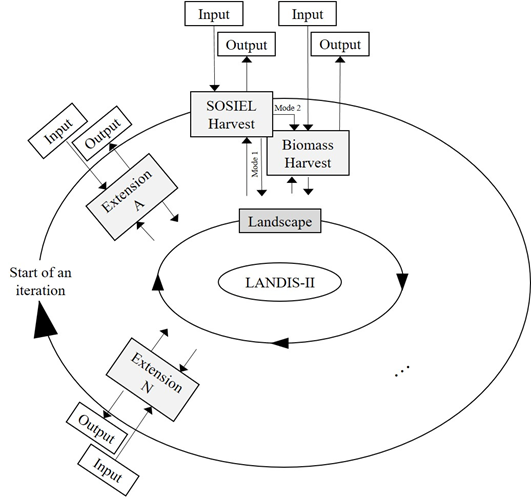 Input
Input
Output
Output
SOSIEL
Harvest
Mode 2
Mode 1
Biomass
Harvest
Input
Output
Extension
A
Landscape
Start of an
iteration
LANDIS-II
Extension
N
...
Output
Input